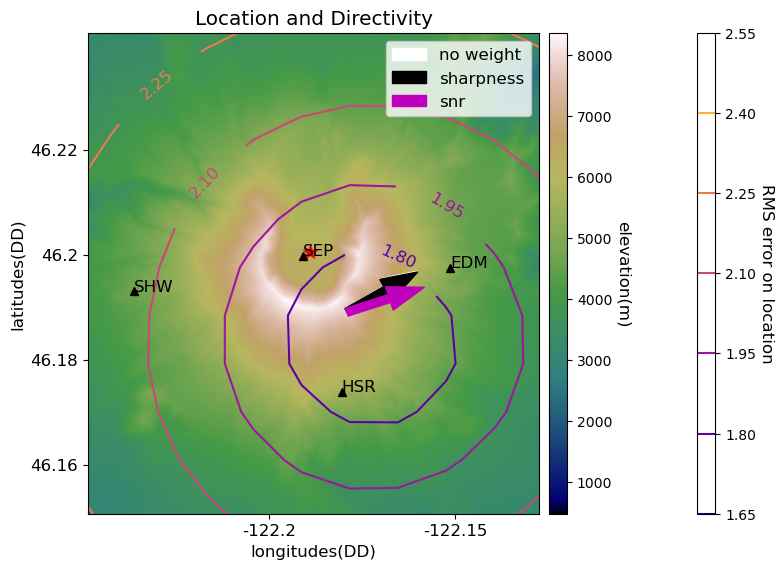 Location and Directivity
no weight
sharpness
snr
2.25
2.10
1.95
1.80
SEP
EDM
SHW
HSR
46.22
46.2
46.18
46.16
latitudes(DD)
-122.2
-122.15
longitudes(DD)
8000
7000
6000
5000
4000
3000
2000
1000
elevation(m)
2.55
2.40
2.25
2.10
1.95
1.80
1.65
RMS error on location